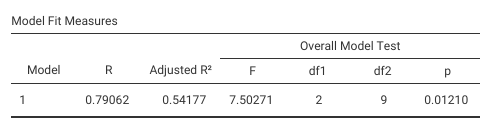 Model Fit Measures
Overall Model Test
Model R Adjusted R² F df1 df2 p
1 0.79062 0.54177 7.50271 2 9 0.01210